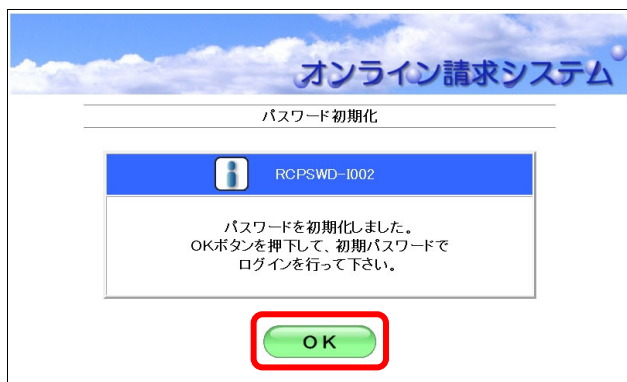 オンライン請求システム
パスワード初期化
RCPSWD-I002
パスワードを初期化しました。
OKボタンを押下して、初期パスワードで
ログインを行って下さい。
OK